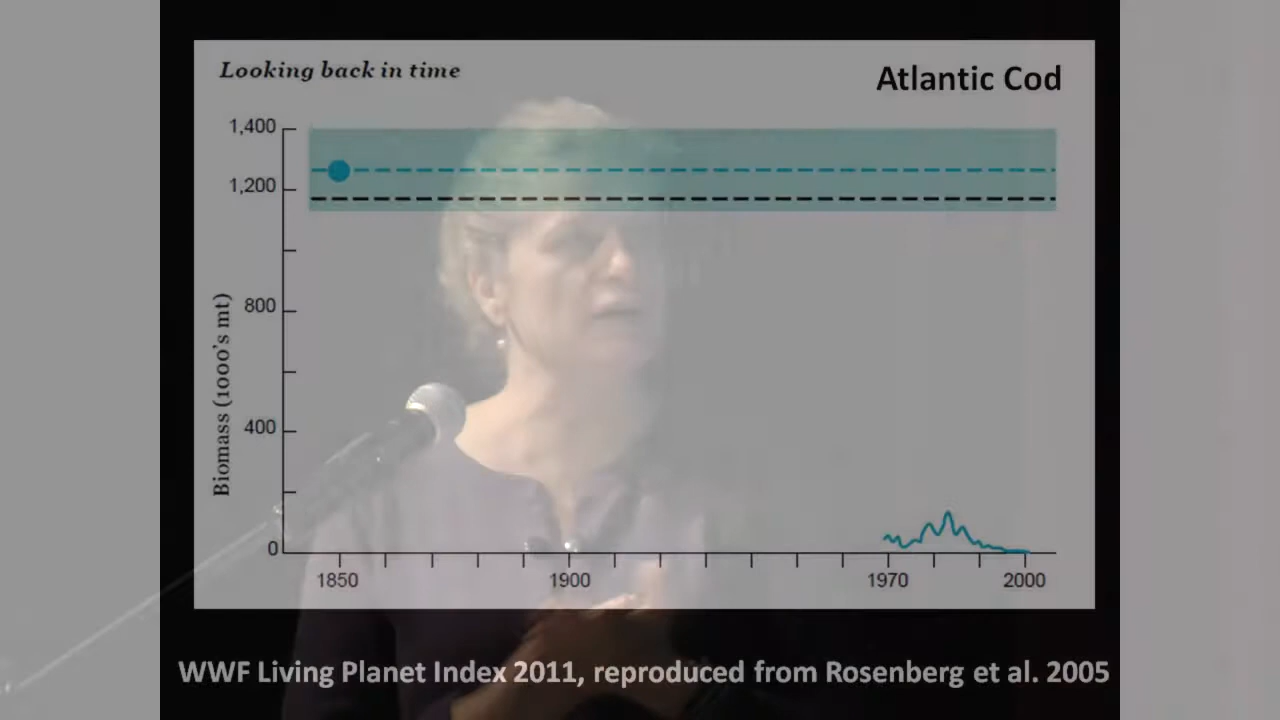 Looking back in time
Atlantic Cod
1,400
1,200
800
400
0
Biomass (1000's mt)
1850
1900
1970
2000
WWF Living Planet Index 2011, reproduced from Rosenberg et al. 2005